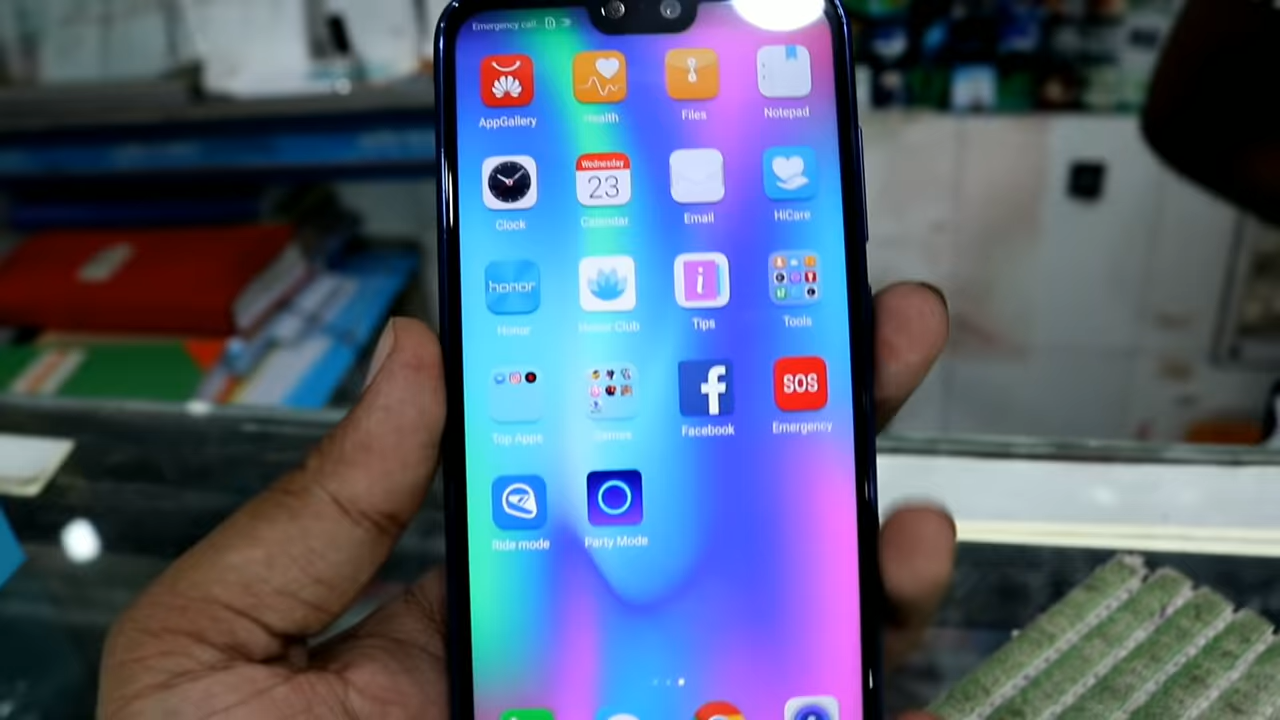 Emergency call
AppGallery
Health
Files
Notepad
Wednesday
23
Clock
Calendar
Email
HiCare
honor
i
Honor
Honor Club
Tips
Tools
f
SOS
Top Apps
Games
Facebook
Emergency
Ride mode
Party Mode